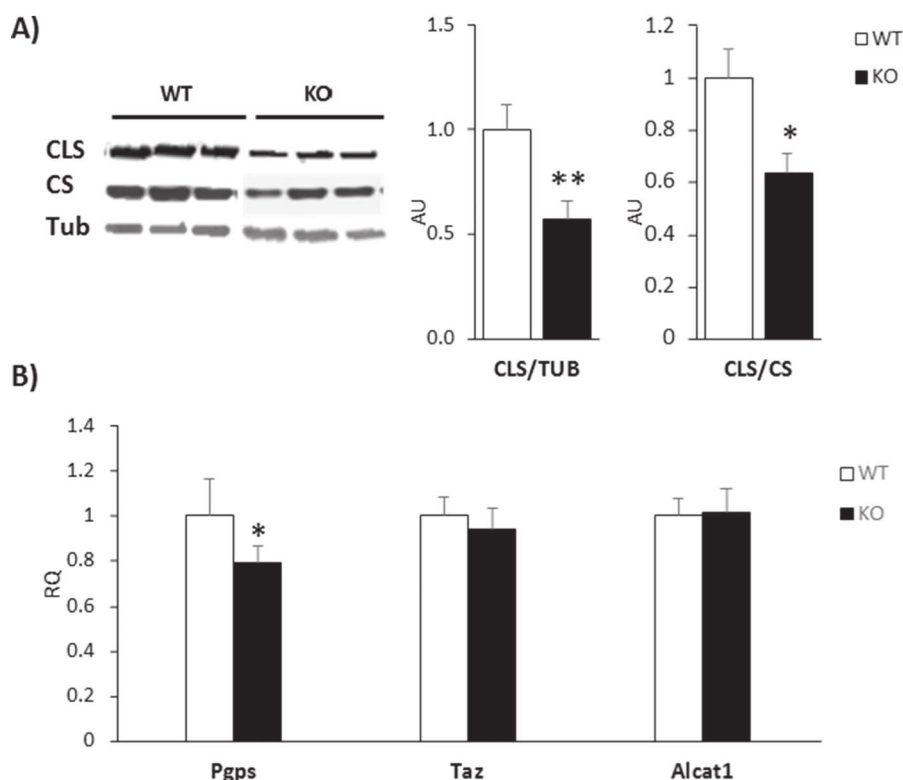 A)
WT KO
CLS
CS
Tub
AU
1.5
1.0
0.5
0.0
**
CLS/TUB
AU
1.2
1
0.8
0.6
0.4
0.2
0
*
CLS/CS
WT
KO
B)
RQ
1.4
1.2
1
0.8
0.6
0.4
0.2
0
*
Pgps Taz Alcat1
WT
KO